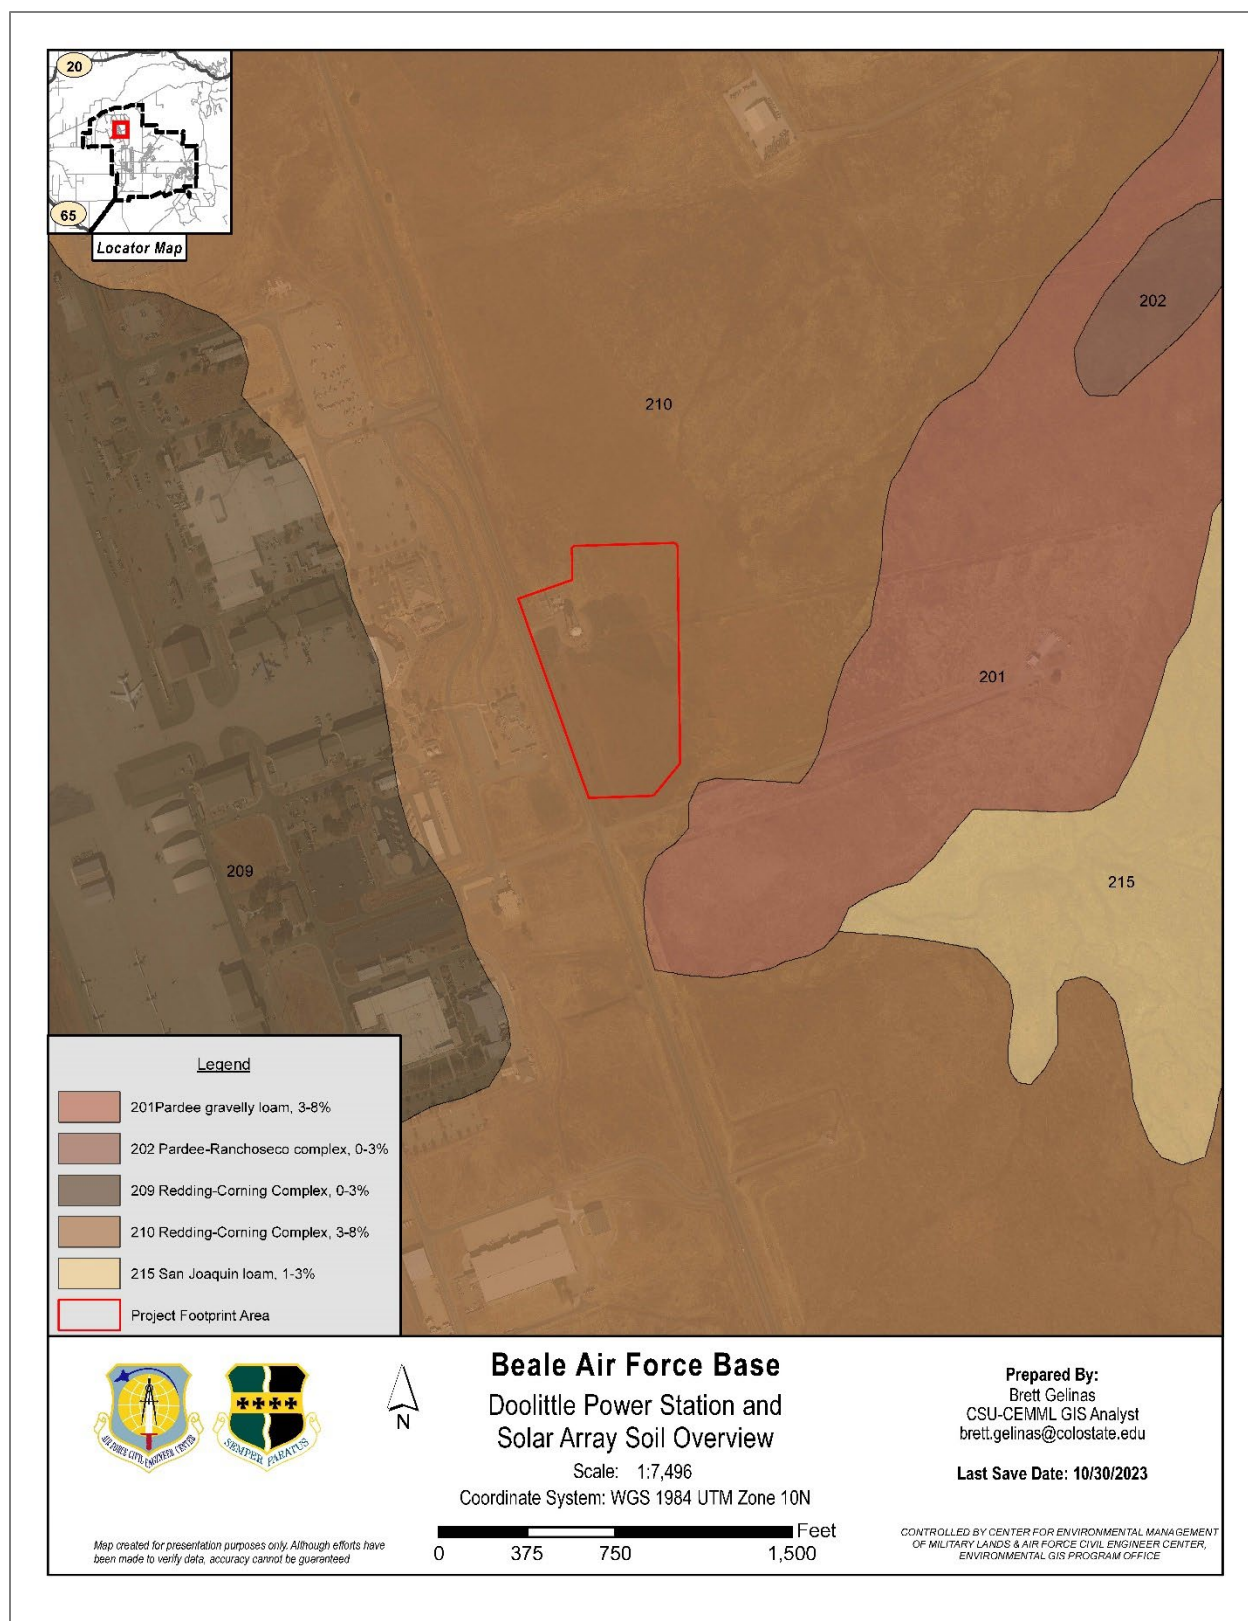 20
65
Locator Map
202
210
201
209
215
Legend
201Pardee gravelly loam, 3-8%
202 Pardee-Ranchoseco complex, 0-3%
209 Redding-Corning Complex, 0-3%
210 Redding-Corning Complex, 3-8%
215 San Joaquin loam, 1-3%
Project Footprint Area
AIR FORCE CIVIL ENGINEER CENTER
SEMPER PARATUS
N
Beale Air Force Base
Doolittle Power Station and
Solar Array Soil Overview
Scale: 1:7,496
Coordinate System: WGS 1984 UTM Zone 10N
Feet
0 375 750 1,500
Prepared By:
Brett Gelinas
CSU-CEMML GIS Analyst
brett.gelinas@colostate.edu
Last Save Date: 10/30/2023
Map created for presentation purposes only. Although efforts have
been made to verify data, accuracy cannot be guaranteed
CONTROLLED BY CENTER FOR ENVIRONMENTAL MANAGEMENT
OF MILITARY LANDS & AIR FORCE CIVIL ENGINEER CENTER,
ENVIRONMENTAL GIS PROGRAM OFFICE